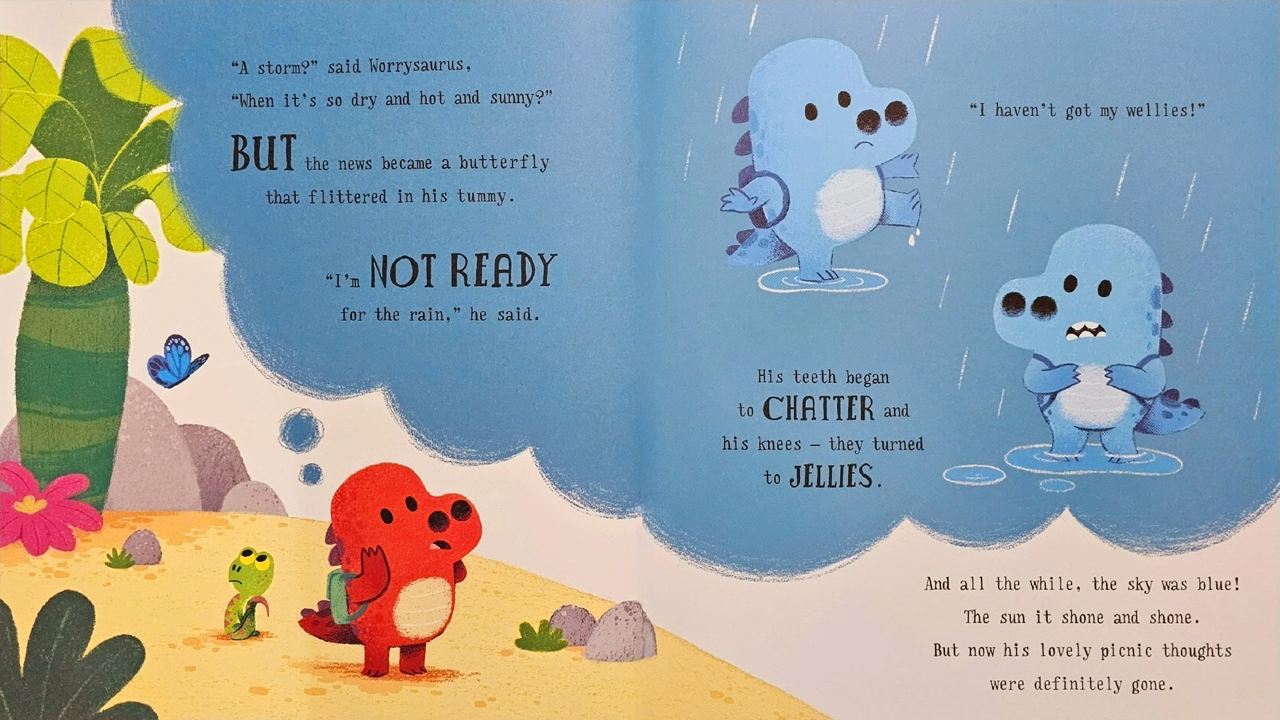 “A storm?” said Worrysaurus,
“When it’s so dry and hot and sunny?”
BUT the news became a butterfly
that flittered in his tummy.
“I’m NOT READY
for the rain,” he said.
“I haven’t got my wellies!”
His teeth began
to CHATTER and
his knees – they turned
to JELLIES.
And all the while, the sky was blue!
The sun it shone and shone.
But now his lovely picnic thoughts
were definitely gone.